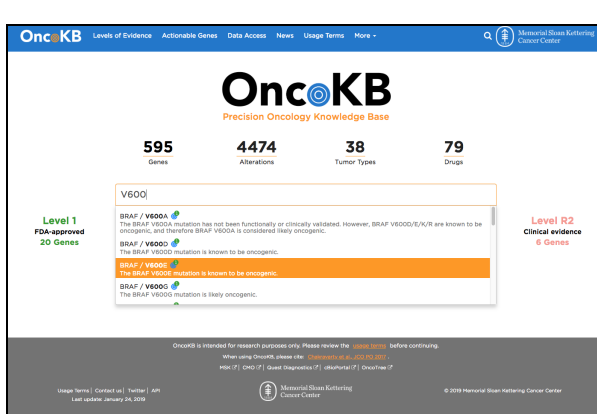 OncoKB Levels of Evidence Actionable Genes Data Access News Usage Terms More Memorial Sloan Kettering Cancer Center
OncoKB
Precision Oncology Knowledge Base
595 4474 38 79
Genes Alterations Tumor Types Drugs
V600
Level 1
FDA-approved
20 Genes
BRAF / V600A
The BRAF V600A mutation has not been functionally or clinically validated. However, BRAF V600D/E/K/R are known to be
oncogenic, and therefore BRAF V600A is considered likely oncogenic.
BRAF / V600D
The BRAF V600D mutation is known to be oncogenic.
BRAF / V600E
The BRAF V600E mutation is known to be oncogenic.
BRAF / V600G
The BRAF V600G mutation is likely oncogenic.
Level R2
Clinical evidence
6 Genes
OncoKB is intended for research purposes only. Please review the usage terms before continuing.
When using OncoKB, please cite: Chakravarty et al., JCO PO 2017.
MSK | CMO | Quest Diagnostics | cBioPortal | OncoTree
Usage Terms | Contact us | Twitter | API
Last update: January 24, 2019
Memorial Sloan Kettering
Cancer Center
© 2019 Memorial Sloan Kettering Cancer Center